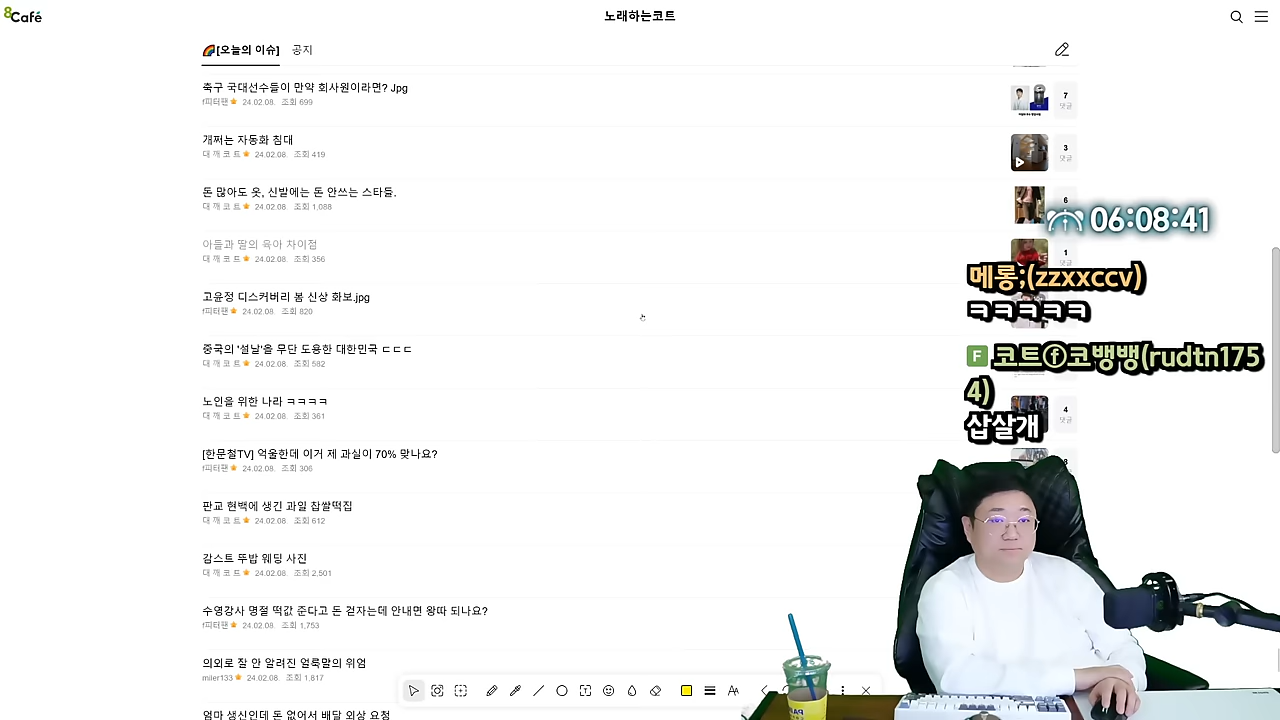 8Café
노래하는코트
🌈[오늘의 이슈] 공지
축구 국대선수들이 만약 회사원이라면? Jpg
f피터팬 24.02.08. 조회 699
7
댓글
개쩌는 자동화 침대
대 깨 코 트 24.02.08. 조회 419
3
댓글
돈 많아도 옷, 신발에는 돈 안쓰는 스타들.
대 깨 코 트 24.02.08. 조회 1,088
6
06:08:41
아들과 딸의 육아 차이점
대 깨 코 트 24.02.08. 조회 356
1
댓글
메롱;(zzxxccv)
ㅋㅋㅋㅋㅋ
고윤정 디스커버리 봄 신상 화보.jpg
f피터팬 24.02.08. 조회 829
중국의 '설날'을 무단 도용한 대한민국 ㄷㄷㄷ
대 깨 코 트 24.02.08. 조회 582
F 코트ⓕ코뱅뱅(rudtn175
4)
삽살개
노인을 위한 나라 ㅋㅋㅋㅋ
대 깨 코 트 24.02.08. 조회 361
4
댓글
[한문철TV] 억울한데 이거 제 과실이 70% 맞나요?
f피터팬 24.02.08. 조회 306
판교 현백에 생긴 과일 찹쌀떡집
대 깨 코 트 24.02.08. 조회 612
감스트 뚜밥 웨딩 사진
대 깨 코 트 24.02.08. 조회 2,501
수영강사 명절 떡값 준다고 돈 걷자는데 안내면 왕따 되나요?
f피터팬 24.02.08. 조회 1,753
의외로 잘 안 알려진 얼룩말의 위엄
miler133 24.02.08. 조회 1,817